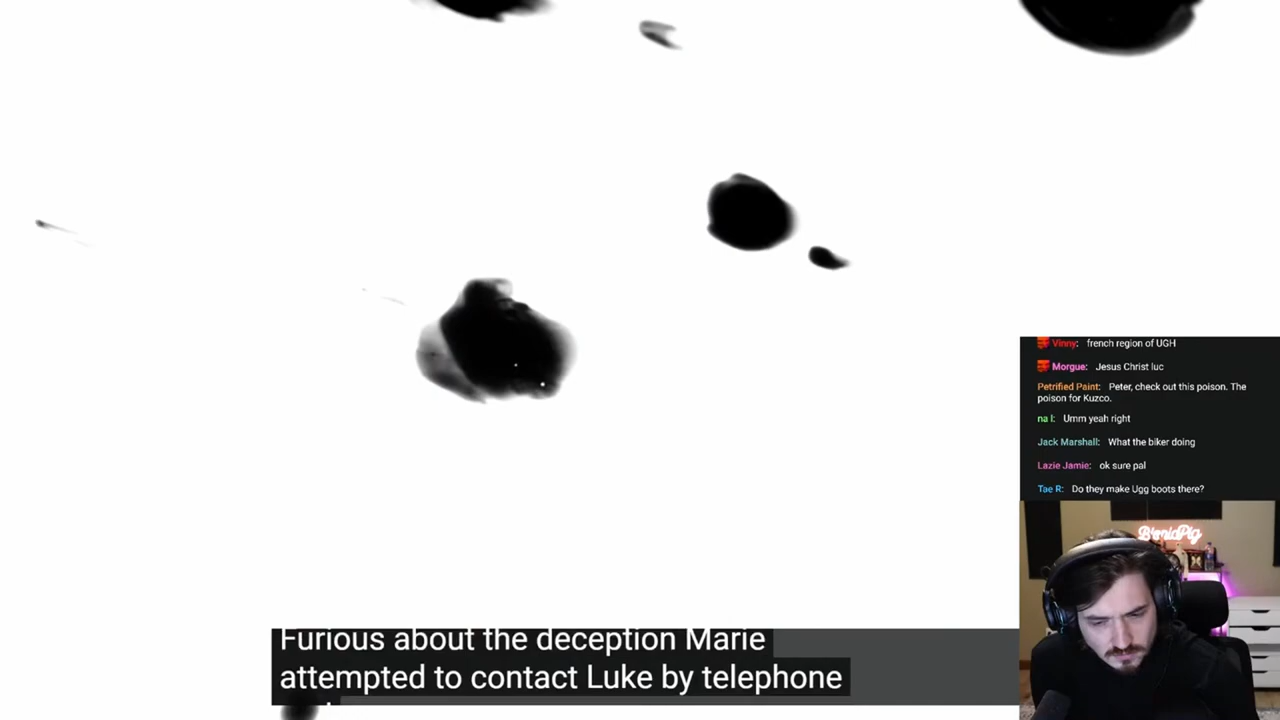 Vinny: french region of UGH
Morgue: Jesus Christ luc
Petrified Paint: Peter, check out this poison. The
poison for Kuzco.
na l: Umm yeah right
Jack Marshall: What the biker doing
Lazie Jamie: ok sure pal
Tae R: Do they make Ugg boots there?
Furious about the deception Marie
attempted to contact Luke by telephone